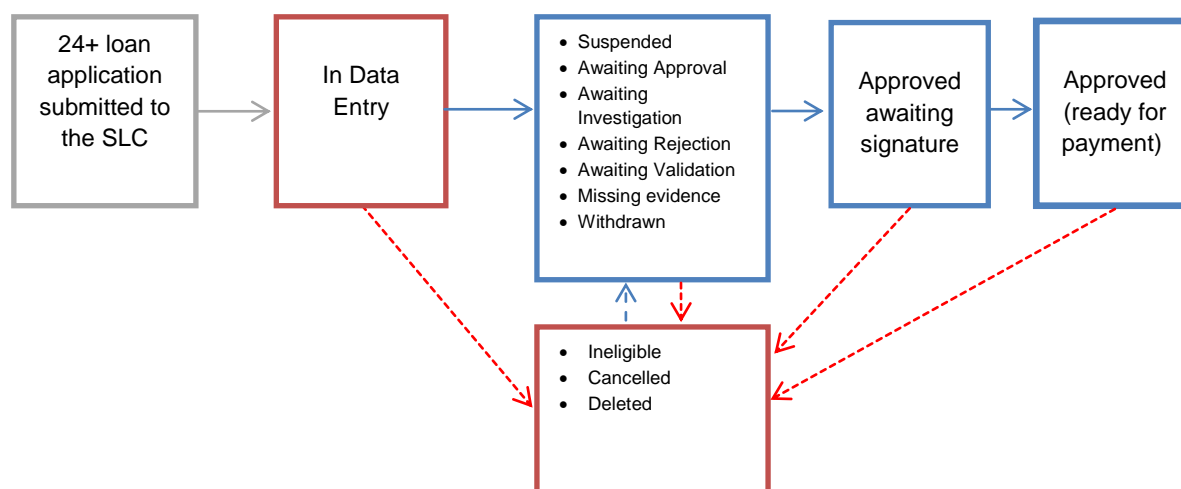 24+ loan
application
submitted to
the SLC
In Data
Entry
• Suspended
• Awaiting Approval
• Awaiting
Investigation
• Awaiting Rejection
• Awaiting Validation
• Missing evidence
• Withdrawn
Approved
awaiting
signature
Approved
(ready for
payment)
• Ineligible
• Cancelled
• Deleted